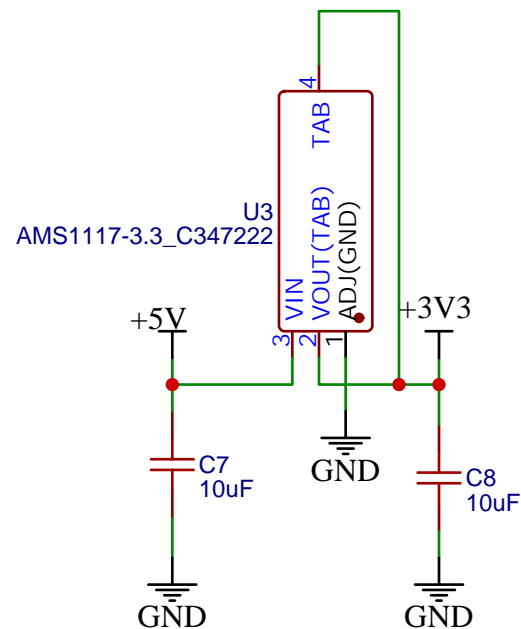 4
TAB
U3
AMS1117-3.3_C347222
VIN
VOUT(TAB)
ADJ(GND)
3
2
1
+5V
+3V3
C7
10uF
GND
C8
10uF
GND
GND